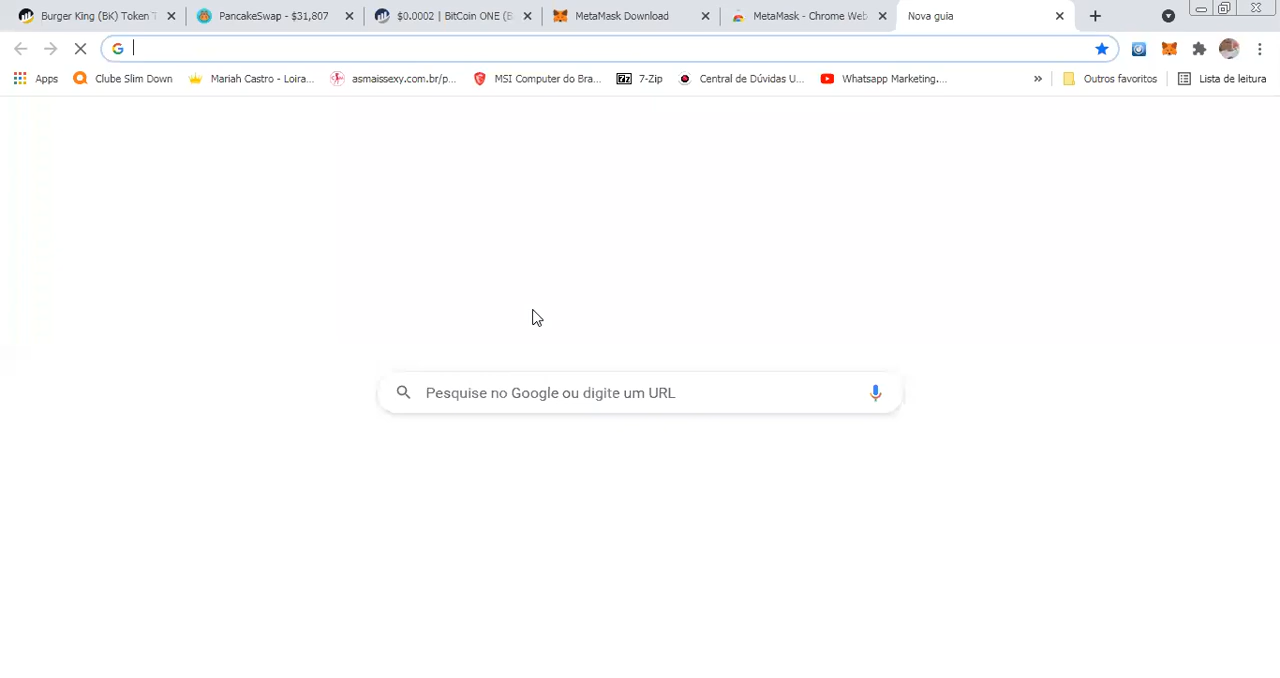 Burger King (BK) Token T
PancakeSwap - $31,807
$0.0002 | BitCoin ONE (B
MetaMask Download
MetaMask - Chrome Web
Nova guia
Apps
Clube Slim Down
Mariah Castro - Loira...
asmaissexy.com.br/p...
MSI Computer do Bra...
7-Zip
Central de Dúvidas U...
Whatsapp Marketing,...
Outros favoritos
Lista de leitura
Pesquise no Google ou digite um URL